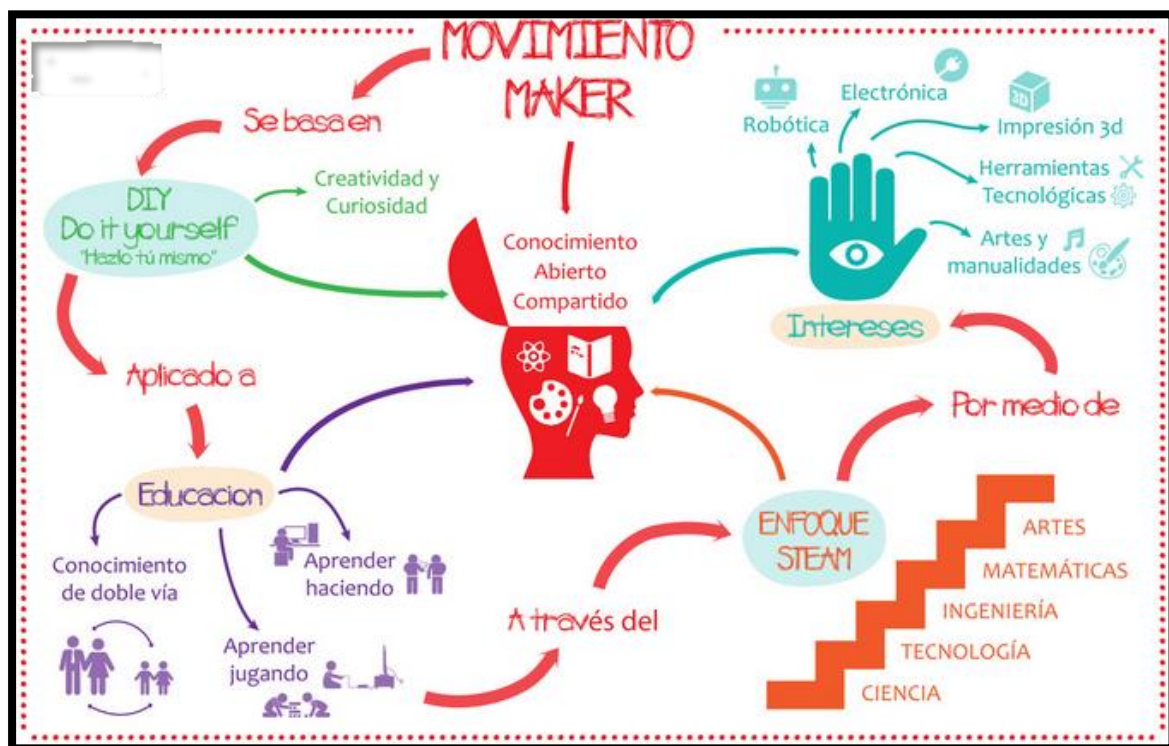 MOVIMIENTO
MAKER
Se basa en
DIY
Do it yourself
"Hazlo tú mismo"
Creatividad y
Curiosidad
Conocimiento
Abierto
Compartido
Robótica
Electrónica
3D
Impresión 3d
Herramientas
Tecnológicas
Artes y
manualidades
Intereses
Aplicado a
Educacion
Conocimiento
de doble vía
Aprender
haciendo
Aprender
jugando
A través del
ENFOQUE
STEAM
Por medio de
ARTES
MATEMÁTICAS
INGENIERÍA
TECNOLOGÍA
CIENCIA